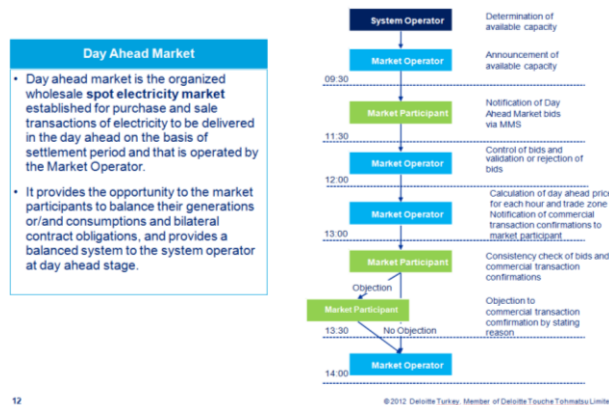 Day Ahead Market
• Day ahead market is the organized
wholesale spot electricity market
established for purchase and sale
transactions of electricity to be delivered
in the day ahead on the basis of
settlement period and that is operated by
the Market Operator.
• It provides the opportunity to the market
participants to balance their generations
or/and consumptions and bilateral
contract obligations, and provides a
balanced system to the system operator
at day ahead stage.
System Operator
Determination of
available capacity
Market Operator
Announcement of
available capacity
09:30
Market Participant
Notification of Day
Ahead Market bids
via MMS
11:30
Market Operator
Control of bids and
validation or rejection of
bids
12:00
Market Operator
Calculation of day ahead price
for each hour and trade zone
Notification of commercial
transaction confirmations to
market participant
13:00
Market Participant
Consistency check of bids and
commercial transaction
confirmations
Objection
Market Participant
No Objection
Objection to
commercial transaction
comfirmation by stating
reason
13:30
Market Operator
14:00
12
©2012 Deloitte Turkey. Member of Deloitte Touche Tohmatsu Limite